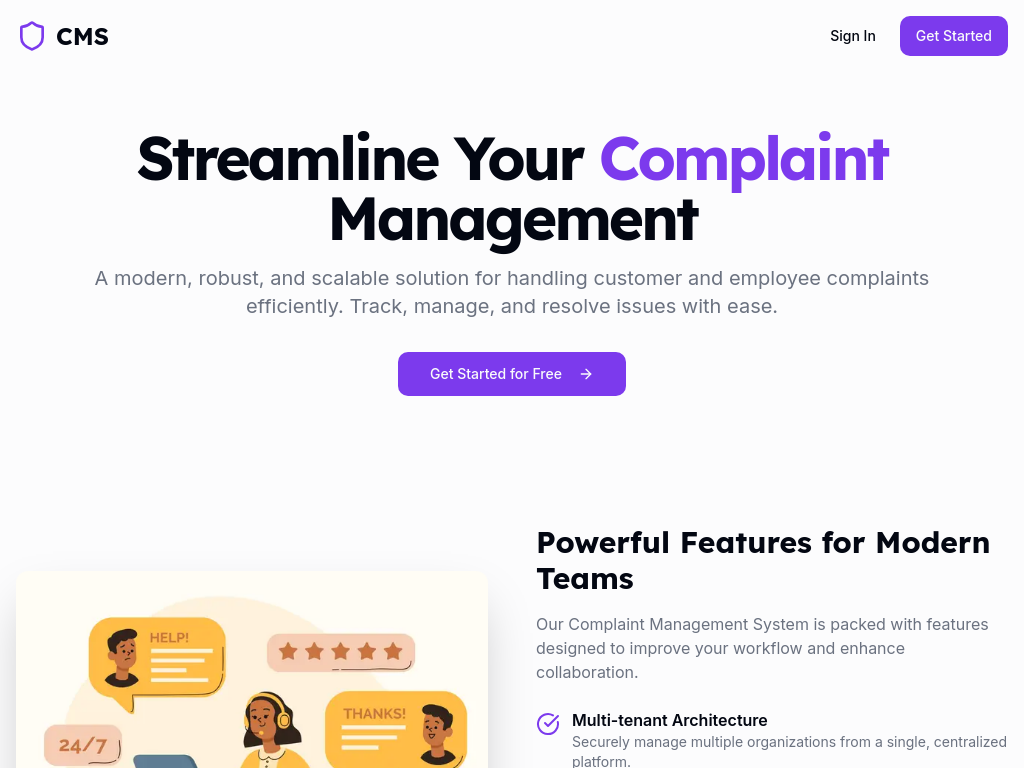 CMS
Sign In
Get Started
Streamline Your Complaint
Management
A modern, robust, and scalable solution for handling customer and employee complaints
efficiently. Track, manage, and resolve issues with ease.
Get Started for Free
HELP!
THANKS!
24/7
Powerful Features for Modern
Teams
Our Complaint Management System is packed with features
designed to improve your workflow and enhance
collaboration.
Multi-tenant Architecture
Securely manage multiple organizations from a single, centralized
platform.